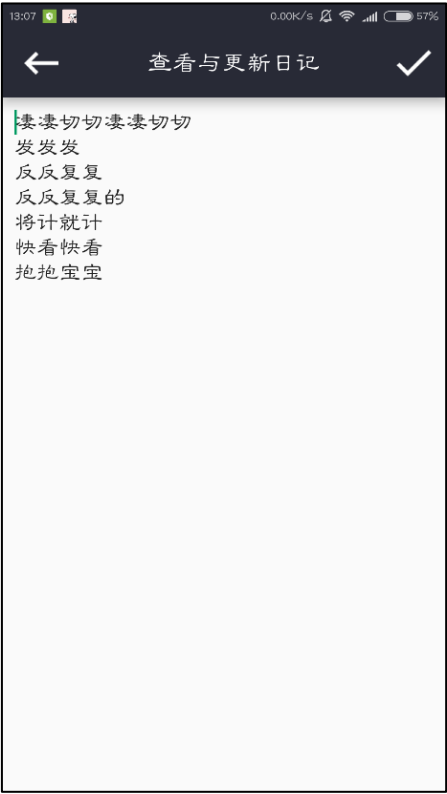 13:07 0.00K/s 57%
查看与更新日记
凄凄切切凄凄切切
发发发
反反复复
反反复复的
将计就计
快看快看
抱抱宝宝